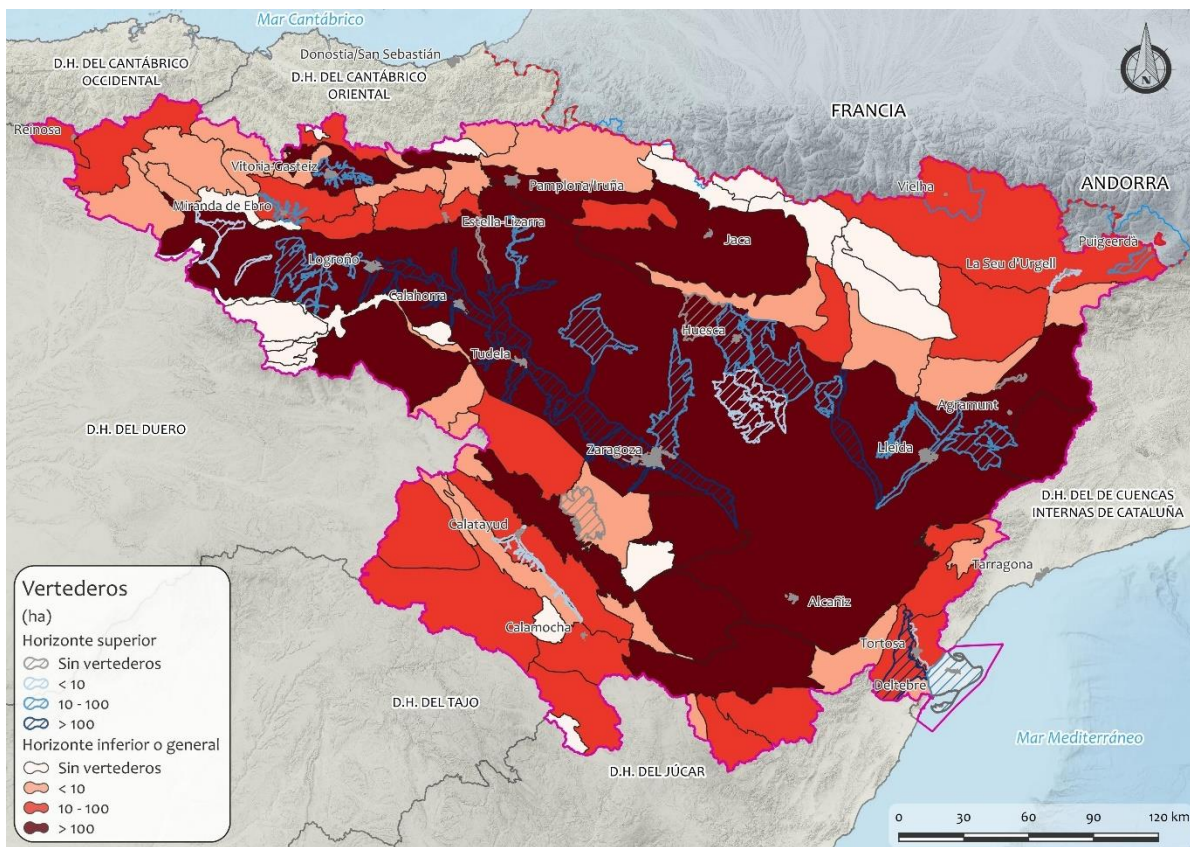 Mar Cantábrico
Donostia/San Sebastián
D.H. DEL CANTÁBRICO
OCCIDENTAL
D.H. DEL CANTÁBRICO
ORIENTAL
FRANCIA
N
Reinosa
Vitoria-Gasteiz
Pamplona/Iruña
Vielha
ANDORRA
Miranda de Ebro
Estella-Lizarra
Jaca
Puigcerdà
La Seu d'Urgell
Logroño
Calahorra
Huesca
Tudela
Agramunt
D.H. DEL DUERO
Zaragoza
Lleida
D.H. DEL DE CUENCAS
INTERNAS DE CATALUÑA
Calatayud
Tarragona
Alcañiz
Calamocha
Tortosa
Deltebre
D.H. DEL TAJO
Mar Mediterráneo
D.H. DEL JÚCAR
Vertederos
(ha)
Horizonte superior
Sin vertederos
< 10
10 - 100
> 100
Horizonte inferior o general
Sin vertederos
< 10
10 - 100
> 100
0 30 60 90 120 km